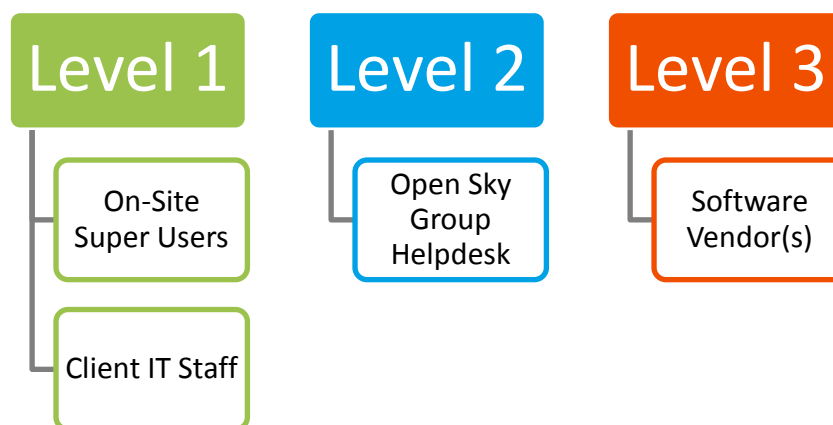 Level 1
On-Site
Super Users
Client IT Staff
Level 2
Open Sky
Group
Helpdesk
Level 3
Software
Vendor(s)